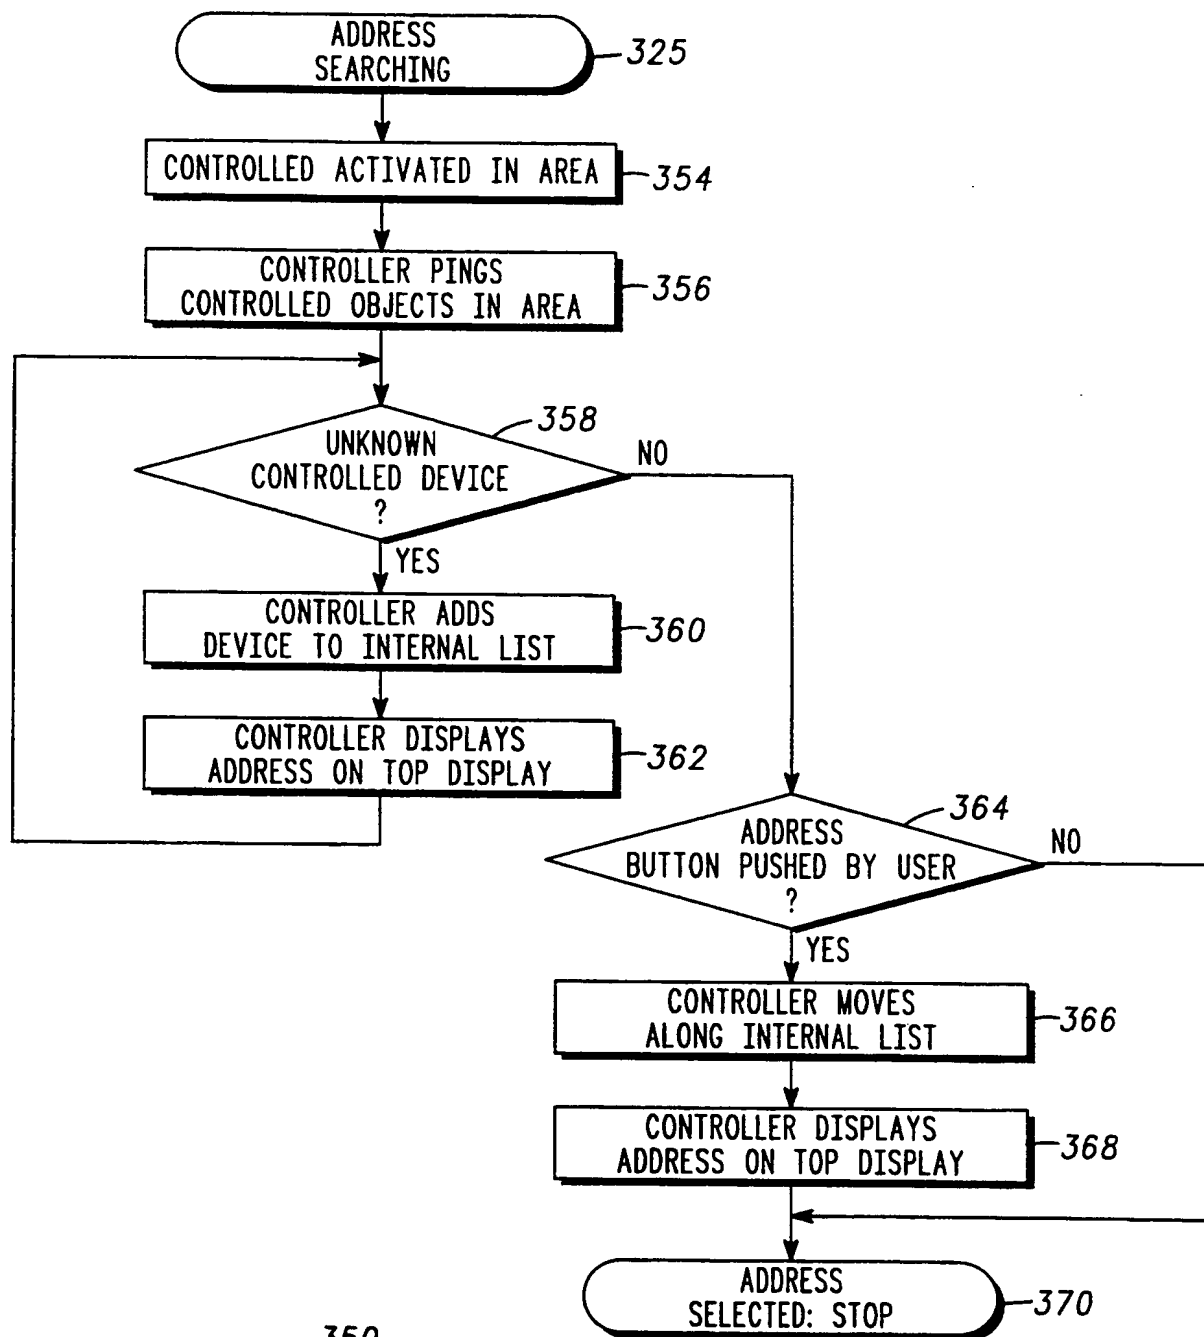 ADDRESS
SEARCHING
325
CONTROLLED ACTIVATED IN AREA
354
CONTROLLER PINGS
CONTROLLED OBJECTS IN AREA
356
358
UNKNOWN
CONTROLLED DEVICE
?
NO
YES
CONTROLLER ADDS
DEVICE TO INTERNAL LIST
360
CONTROLLER DISPLAYS
ADDRESS ON TOP DISPLAY
362
364
ADDRESS
BUTTON PUSHED BY USER
?
NO
YES
CONTROLLER MOVES
ALONG INTERNAL LIST
366
CONTROLLER DISPLAYS
ADDRESS ON TOP DISPLAY
368
ADDRESS
SELECTED: STOP
370